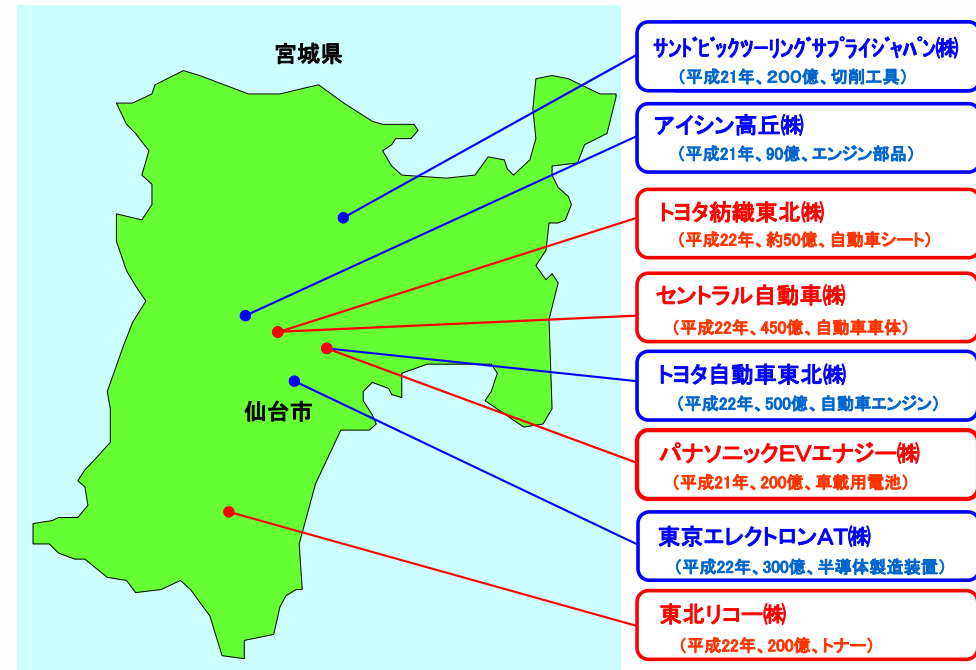 宮城県
仙台市
サンドビックツーリングサプライジャパン㈱
（平成21年、200億、切削工具）
アイシン高丘㈱
（平成21年、90億、エンジン部品）
トヨタ紡織東北㈱
（平成22年、約50億、自動車シート）
セントラル自動車㈱
（平成22年、450億、自動車車体）
トヨタ自動車東北㈱
（平成22年、500億、自動車エンジン）
パナソニックEVエナジー㈱
（平成21年、200億、車載用電池）
東京エレクトロンAT㈱
（平成22年、300億、半導体製造装置）
東北リコー㈱
（平成22年、200億、トナー）